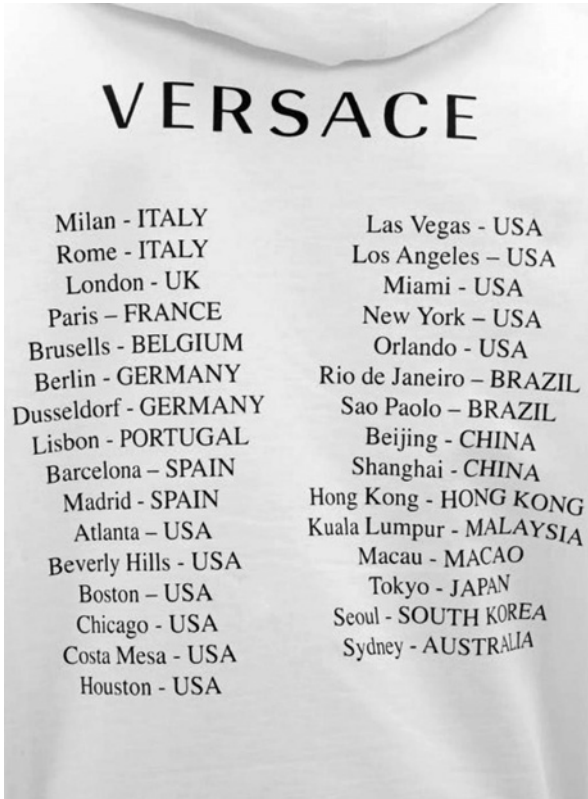 VERSACE
Milan - ITALY
Rome - ITALY
London - UK
Paris – FRANCE
Brusells - BELGIUM
Berlin - GERMANY
Dusseldorf - GERMANY
Lisbon - PORTUGAL
Barcelona – SPAIN
Madrid - SPAIN
Atlanta – USA
Beverly Hills - USA
Boston – USA
Chicago - USA
Costa Mesa - USA
Houston - USA
Las Vegas - USA
Los Angeles – USA
Miami - USA
New York – USA
Orlando - USA
Rio de Janeiro – BRAZIL
Sao Paolo – BRAZIL
Beijing - CHINA
Shanghai - CHINA
Hong Kong - HONG KONG
Kuala Lumpur - MALAYSIA
Macau - MACAO
Tokyo - JAPAN
Seoul - SOUTH KOREA
Sydney - AUSTRALIA